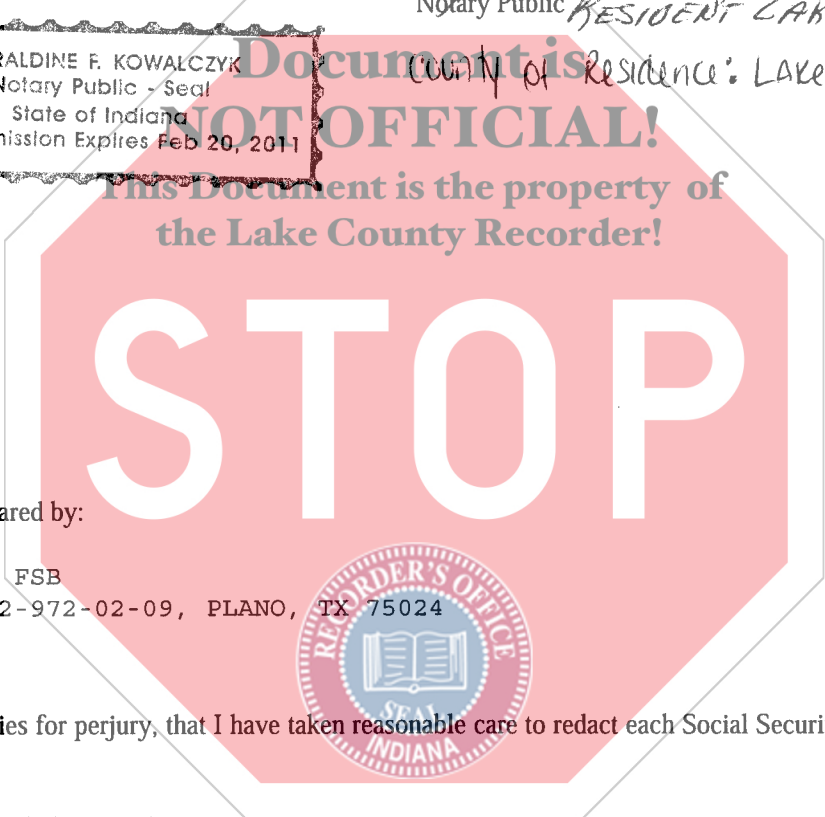 Notary Public RESIDENT LAK
RALDINE F. KOWALCZYK
Notary Public - Seal
State of Indiana
mission Expires Feb 20, 2011
County of Residence: LAKE
Document is
NOT OFFICIAL!
This Document is the property of
the Lake County Recorder!
STOP
ared by:
FSB
2-972-02-09, PLANO, TX 75024
RECORDER'S OFFICE
SEAL
INDIANA
ies for perjury, that I have taken reasonable care to redact each Social Securi